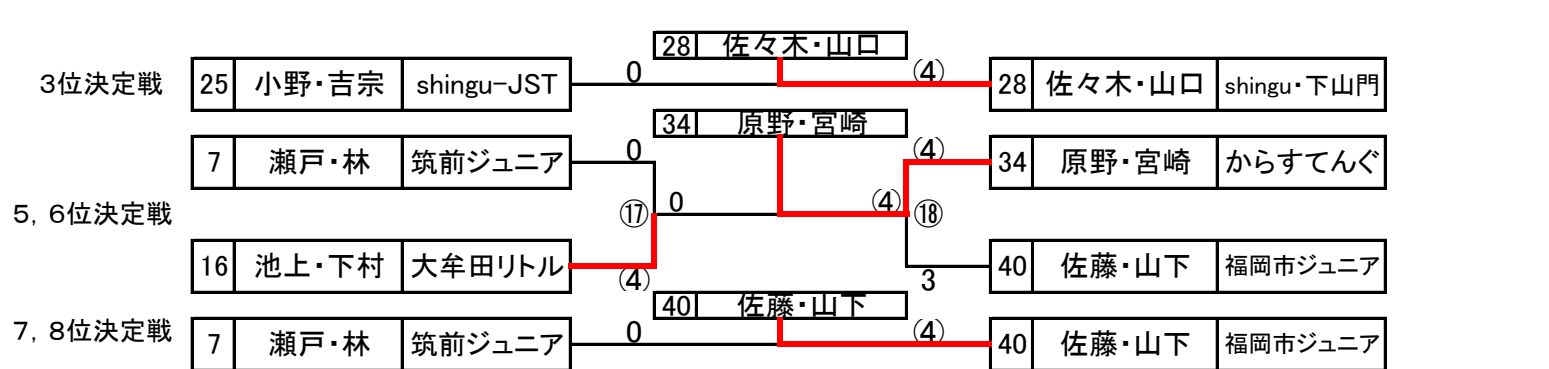 28 佐々木・山口
3位決定戦 25 小野・吉宗 shingu-JST 0 (4) 28 佐々木・山口 shingu・下山門
34 原野・宮崎
7 瀬戸・林 筑前ジュニア 0 (4) 34 原野・宮崎 からすてんぐ
5，6位決定戦 ⑰ 0 (4) ⑱
16 池上・下村 大牟田リトル (4) 3 40 佐藤・山下 福岡市ジュニア
40 佐藤・山下
7，8位決定戦 7 瀬戸・林 筑前ジュニア 0 (4) 40 佐藤・山下 福岡市ジュニア